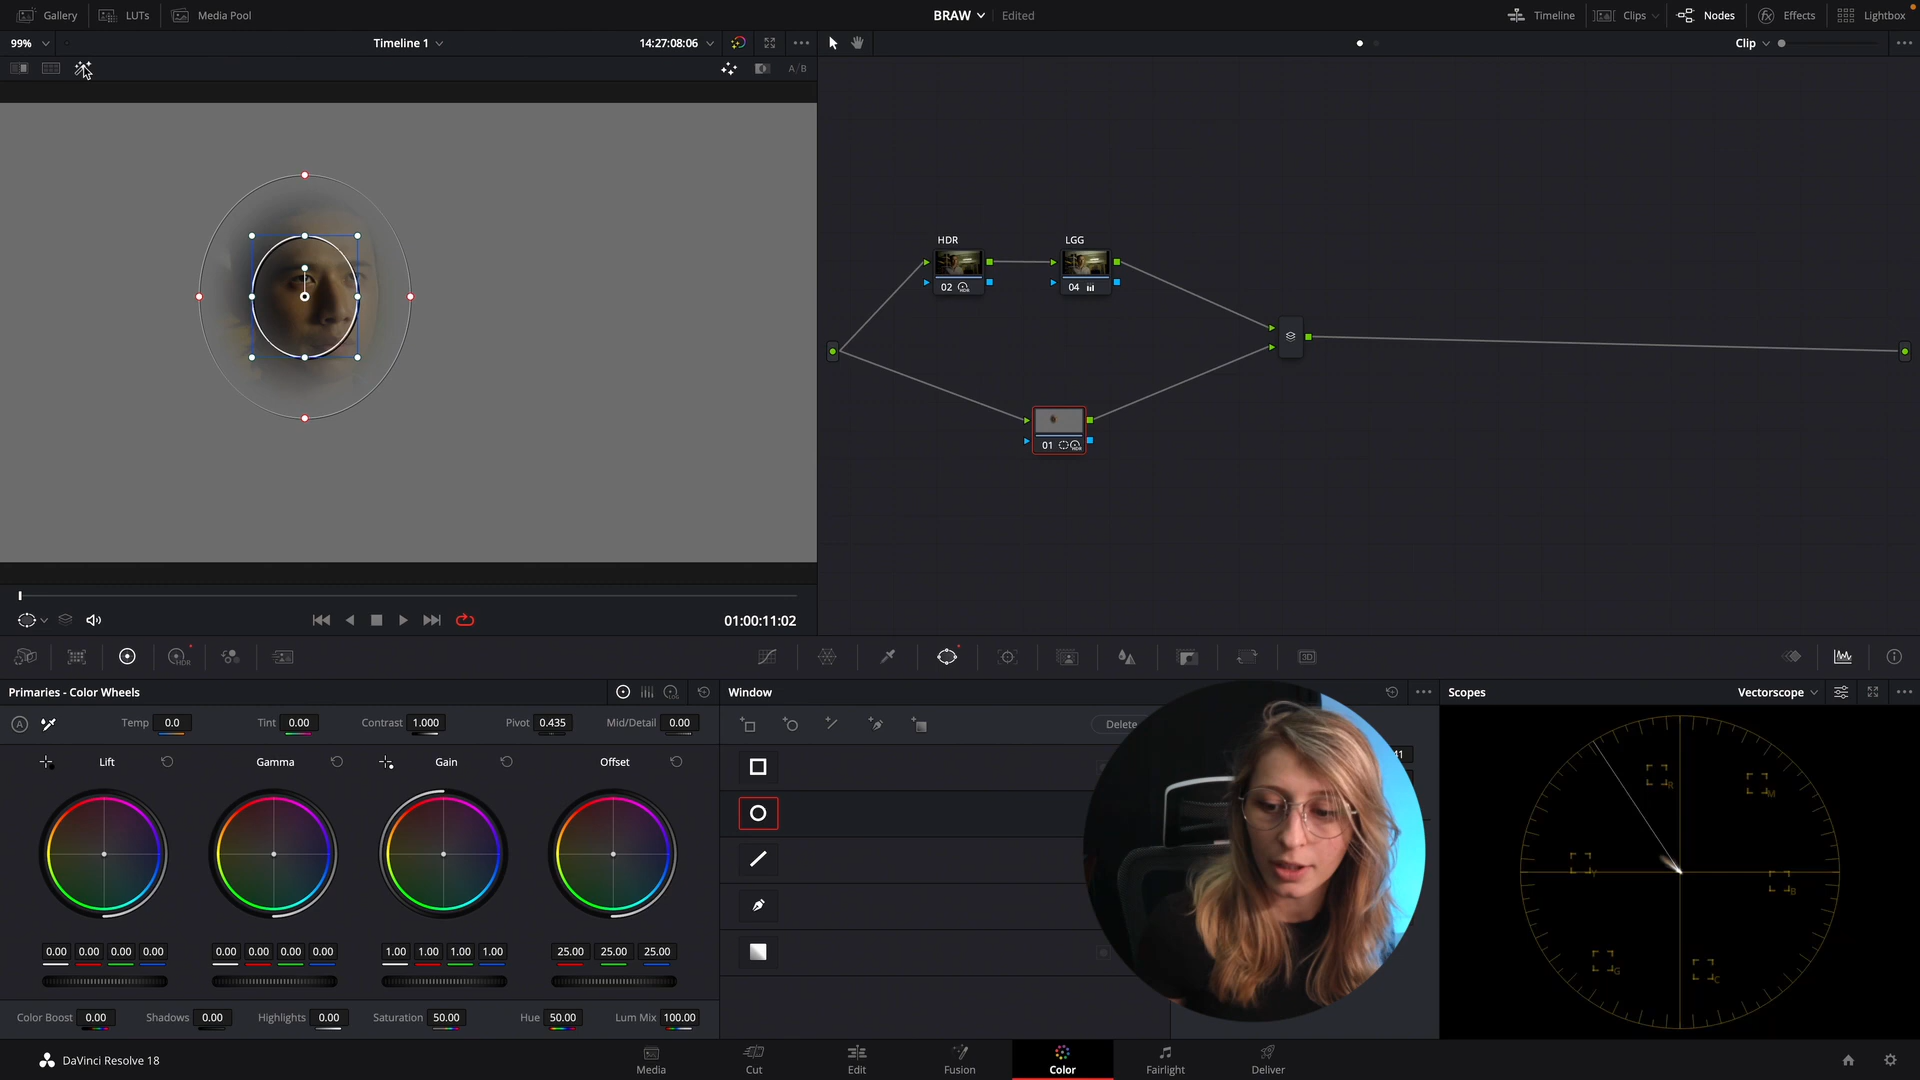 Gallery LUTs Media Pool BRAW Edited Timeline Clips Nodes Effects Lightbox
99% Timeline 1 14:27:08:06 Clip
A/B
HDR LGG
02 HDR 04
01 HDR
01:00:11:02
HDR 3D
Primaries - Color Wheels Window Scopes Vectorscope
LOG
A Temp 0.0 Tint 0.00 Contrast 1.000 Pivot 0.435 Mid/Detail 0.00 Delete
41
Lift Gamma Gain Offset
R M
Y B
G C
0.00 0.00 0.00 0.00 0.00 0.00 0.00 0.00 1.00 1.00 1.00 1.00 25.00 25.00 25.00
Color Boost 0.00 Shadows 0.00 Highlights 0.00 Saturation 50.00 Hue 50.00 Lum Mix 100.00
DaVinci Resolve 18 Media Cut Edit Fusion Color Fairlight Deliver